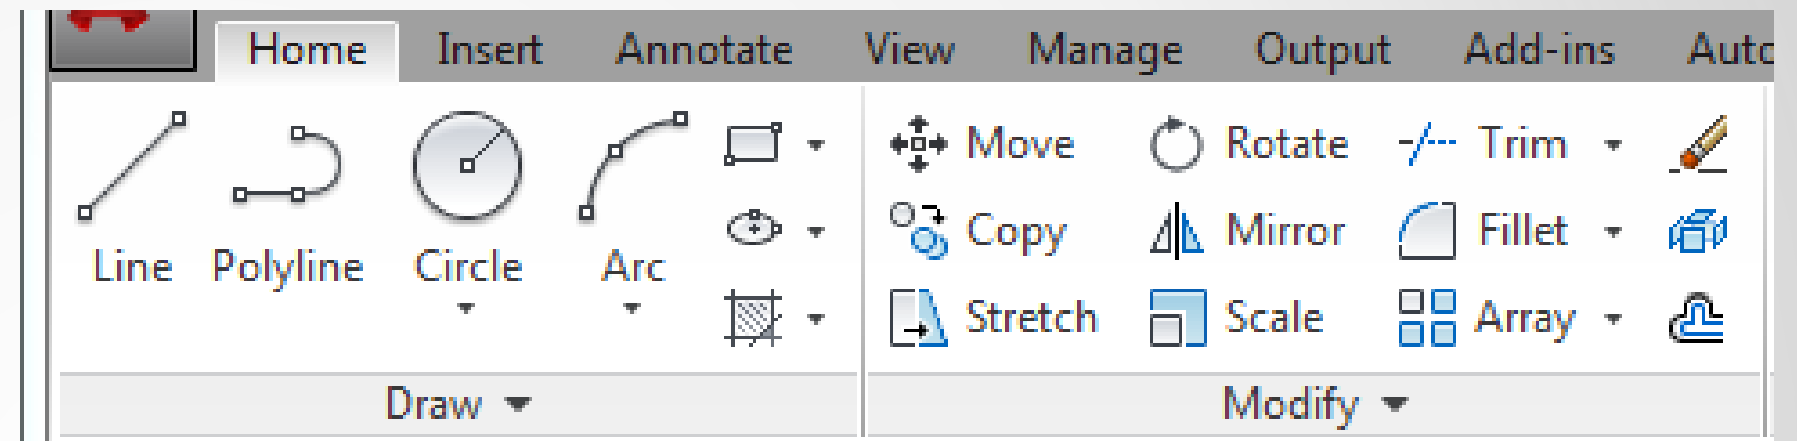 Home Insert Annotate View Manage Output Add-ins Auto
Move Rotate Trim
Copy Mirror Fillet
Line Polyline Circle Arc
Stretch Scale Array
Draw Modify